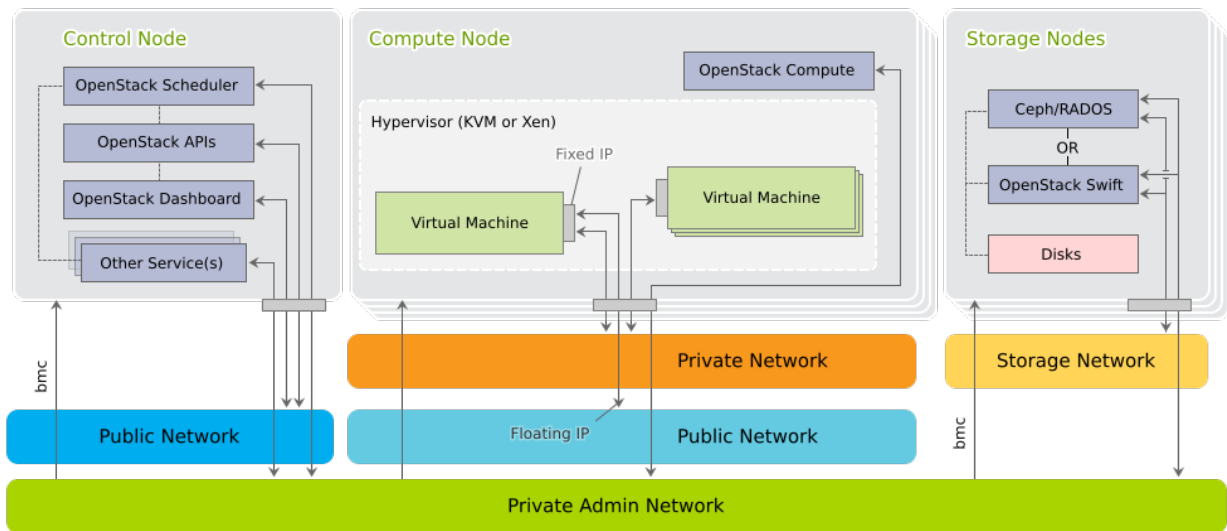 Control Node
OpenStack Scheduler
OpenStack APIs
OpenStack Dashboard
Other Service(s)
Compute Node
OpenStack Compute
Hypervisor (KVM or Xen)
Fixed IP
Virtual Machine
Virtual Machine
Storage Nodes
Ceph/RADOS
OR
OpenStack Swift
Disks
bmc
Private Network
Storage Network
Public Network
Floating IP
Public Network
bmc
Private Admin Network